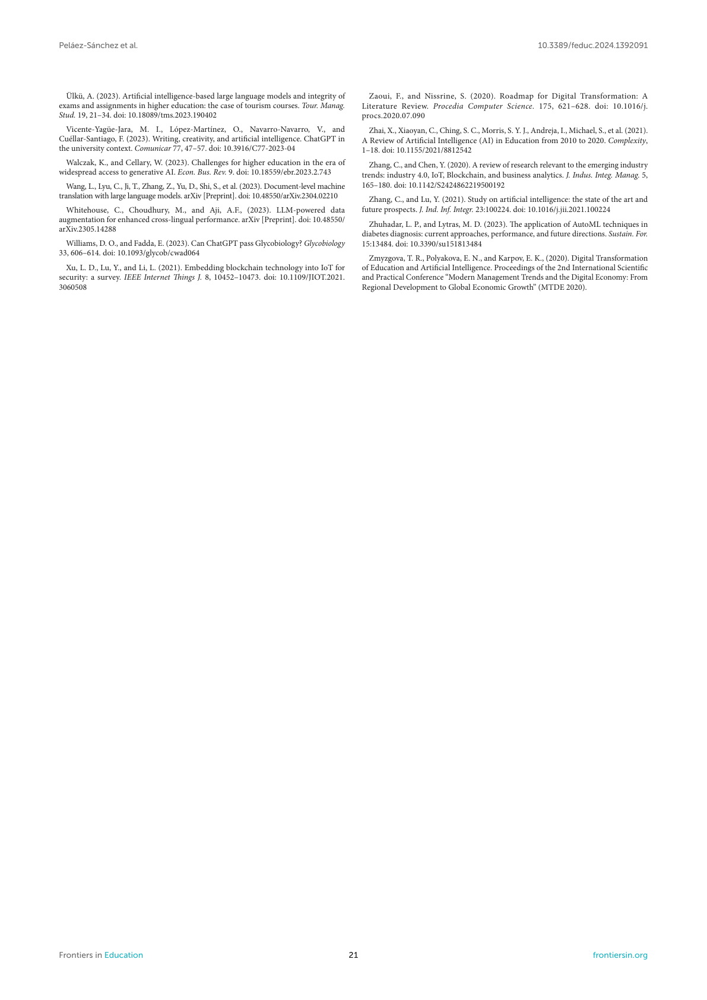 Peláez-Sánchez et al.
10.3389/feduc.2024.1392091
Ülkü, A. (2023). Artificial intelligence-based large language models and integrity of
exams and assignments in higher education: the case of tourism courses. Tour. Manag.
Stud. 19, 21–34. doi: 10.18089/tms.2023.190402
Vicente-Yagüe-Jara, M. I., López-Martínez, O., Navarro-Navarro, V., and
Cuéllar-Santiago, F. (2023). Writing, creativity, and artificial intelligence. ChatGPT in
the university context. Comunicar 77, 47–57. doi: 10.3916/C77-2023-04
Walczak, K., and Cellary, W. (2023). Challenges for higher education in the era of
widespread access to generative AI. Econ. Bus. Rev. 9. doi: 10.18559/ebr.2023.2.743
Wang, L., Lyu, C., Ji, T., Zhang, Z., Yu, D., Shi, S., et al. (2023). Document-level machine
translation with large language models. arXiv [Preprint]. doi: 10.48550/arXiv.2304.02210
Whitehouse, C., Choudhury, M., and Aji, A.F., (2023). LLM-powered data
augmentation for enhanced cross-lingual performance. arXiv [Preprint]. doi: 10.48550/
arXiv.2305.14288
Williams, D. O., and Fadda, E. (2023). Can ChatGPT pass Glycobiology? Glycobiology
33, 606–614. doi: 10.1093/glycob/cwad064
Xu, L. D., Lu, Y., and Li, L. (2021). Embedding blockchain technology into IoT for
security: a survey. IEEE Internet Things J. 8, 10452–10473. doi: 10.1109/JIOT.2021.
3060508
Zaoui, F., and Nissrine, S. (2020). Roadmap for Digital Transformation: A
Literature Review. Procedia Computer Science. 175, 621–628. doi: 10.1016/j.
procs.2020.07.090
Zhai, X., Xiaoyan, C., Ching, S. C., Morris, S. Y. J., Andreja, I., Michael, S., et al. (2021).
A Review of Artificial Intelligence (AI) in Education from 2010 to 2020. Complexity,
1–18. doi: 10.1155/2021/8812542
Zhang, C., and Chen, Y. (2020). A review of research relevant to the emerging industry
trends: industry 4.0, IoT, Blockchain, and business analytics. J. Indus. Integ. Manag. 5,
165–180. doi: 10.1142/S2424862219500192
Zhang, C., and Lu, Y. (2021). Study on artificial intelligence: the state of the art and
future prospects. J. Ind. Inf. Integr. 23:100224. doi: 10.1016/j.jii.2021.100224
Zhuhadar, L. P., and Lytras, M. D. (2023). The application of AutoML techniques in
diabetes diagnosis: current approaches, performance, and future directions. Sustain. For.
15:13484. doi: 10.3390/su151813484
Zmyzgova, T. R., Polyakova, E. N., and Karpov, E. K., (2020). Digital Transformation
of Education and Artificial Intelligence. Proceedings of the 2nd International Scientific
and Practical Conference “Modern Management Trends and the Digital Economy: From
Regional Development to Global Economic Growth” (MTDE 2020).
Frontiers in Education
21
frontiersin.org